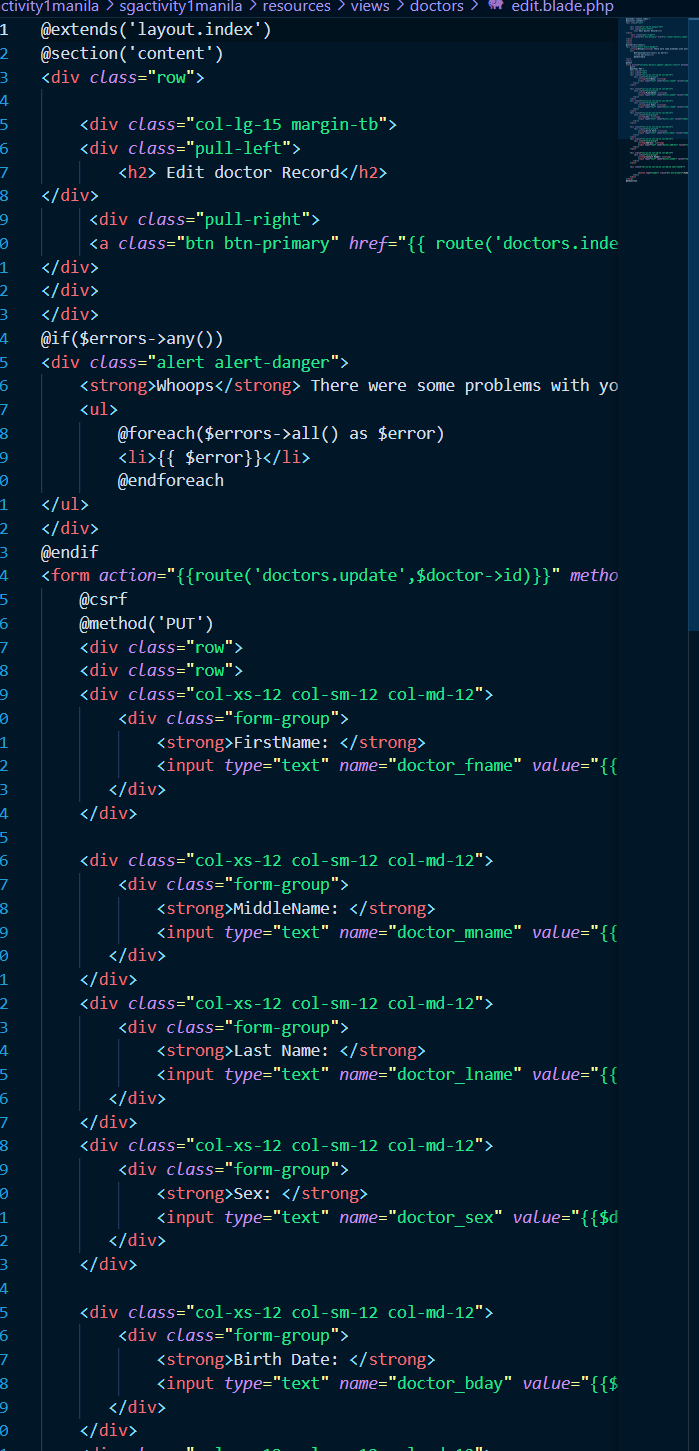 ctivity1manila > sgactivity1manila > resources > views > doctors > edit.blade.php
1 @extends('layout.index')
2 @section('content')
3 <div class="row">
4
5 <div class="col-lg-15 margin-tb">
6 <div class="pull-left">
7 <h2> Edit doctor Record</h2>
8 </div>
9 <div class="pull-right">
0 <a class="btn btn-primary" href="{{ route('doctors.inde
1 </div>
2 </div>
3 </div>
4 @if($errors->any())
5 <div class="alert alert-danger">
6 <strong>Whoops</strong> There were some problems with yo
7 <ul>
8 @foreach($errors->all() as $error)
9 <li>{{ $error}}</li>
0 @endforeach
1 </ul>
2 </div>
3 @endif
4 <form action="{{route('doctors.update',$doctor->id)}}" metho
5 @csrf
6 @method('PUT')
7 <div class="row">
8 <div class="row">
9 <div class="col-xs-12 col-sm-12 col-md-12">
0 <div class="form-group">
1 <strong>FirstName: </strong>
2 <input type="text" name="doctor_fname" value="{{
3 </div>
4 </div>
5
6 <div class="col-xs-12 col-sm-12 col-md-12">
7 <div class="form-group">
8 <strong>MiddleName: </strong>
9 <input type="text" name="doctor_mname" value="{{
0 </div>
1 </div>
2 <div class="col-xs-12 col-sm-12 col-md-12">
3 <div class="form-group">
4 <strong>Last Name: </strong>
5 <input type="text" name="doctor_lname" value="{{
6 </div>
7 </div>
8 <div class="col-xs-12 col-sm-12 col-md-12">
9 <div class="form-group">
0 <strong>Sex: </strong>
1 <input type="text" name="doctor_sex" value="{{$d
2 </div>
3 </div>
4
5 <div class="col-xs-12 col-sm-12 col-md-12">
6 <div class="form-group">
7 <strong>Birth Date: </strong>
8 <input type="text" name="doctor_bday" value="{{$
9 </div>
0 </div>